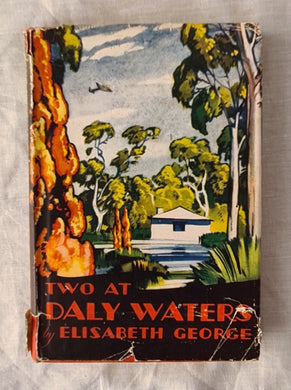 TWO AT
DALY WATERS
by ELISABETH GEORGE